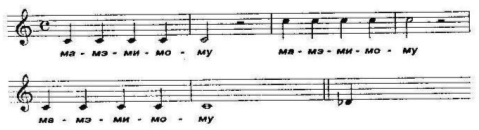 ма - мэ - ми - мо - му ма - мэ - ми - мо - му
ма - мэ - ми - мо - му